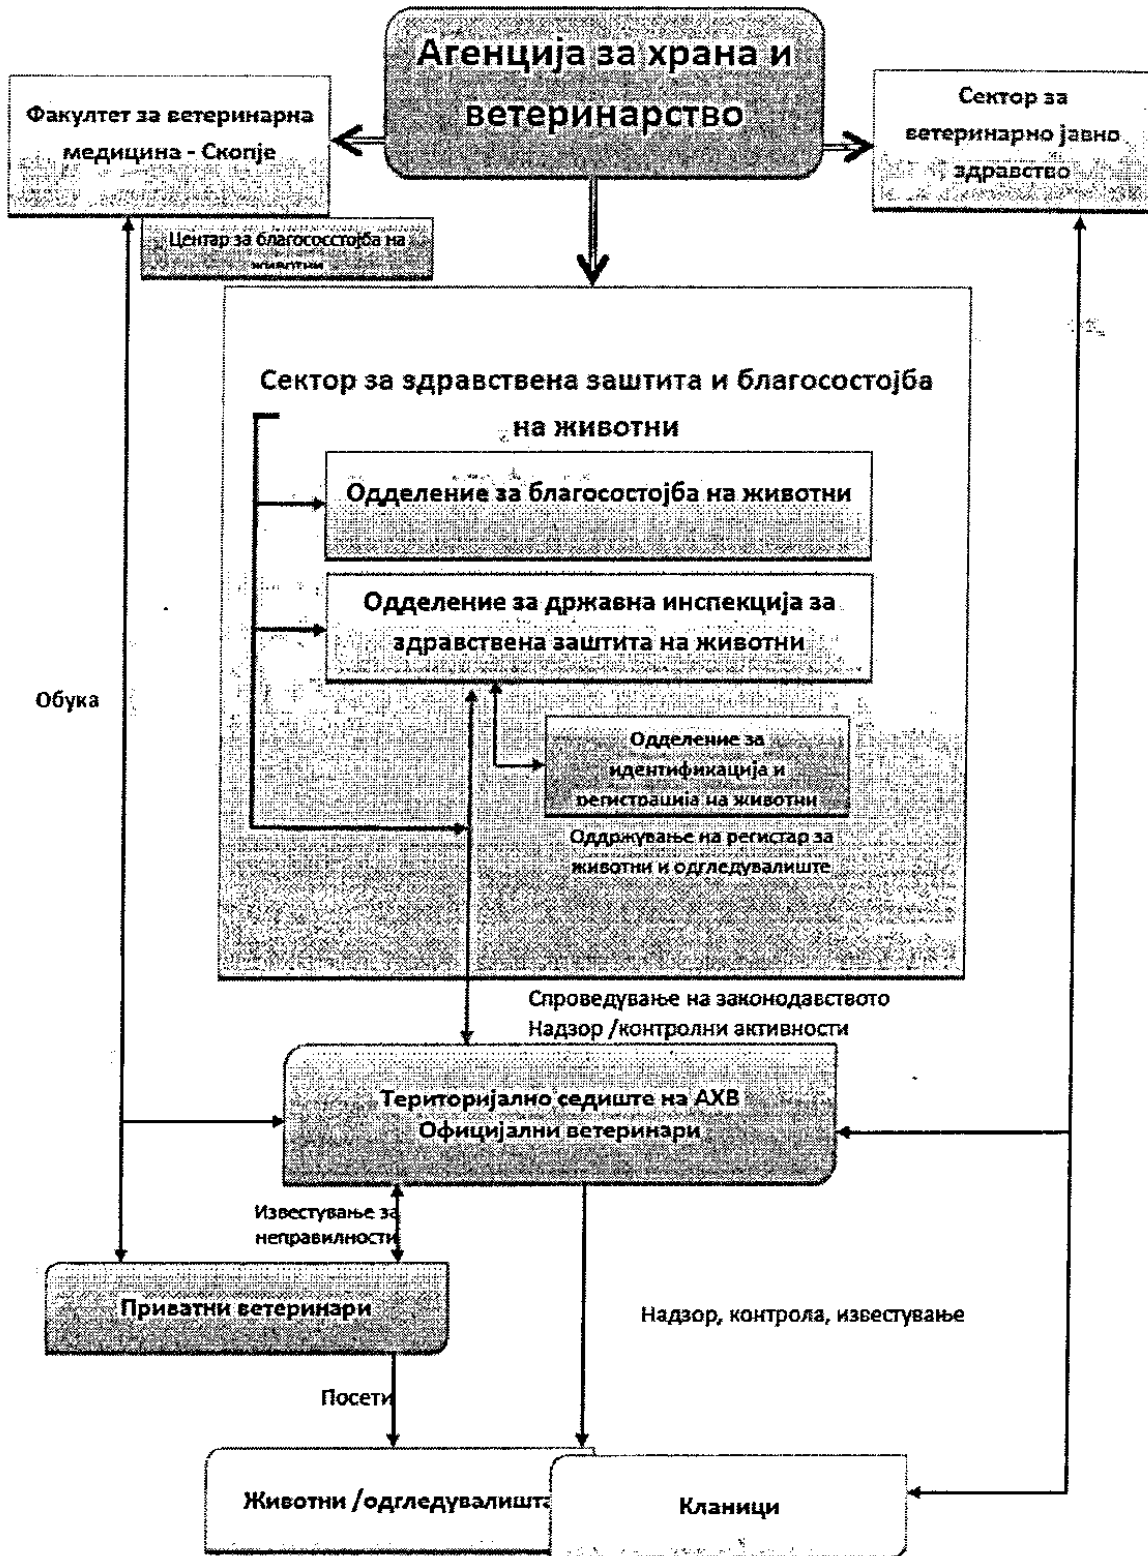 Агенција за храна и
ветеринарство
Факултет за ветеринарна
медицина - Скопје
Сектор за
ветеринарно јавно
здравство
Центар за благосостојба на
животни
Сектор за здравствена заштита и благосостојба
на животни
Одделение за благосостојба на животни
Одделение за државна инспекција за
здравствена заштита на животни
Обука
Одделение за
идентификација и
регистрација на животни
Оддржување на регистар за
животни и одгледувалиште
Спроведување на законодавството
Надзор /контролни активности
Територијално седиште на АХВ
Официјални ветеринари
Известување за
неправилности
Приватни ветеринари
Надзор, контрола, известување
Посети
Животни /одгледувалишта
Кланици